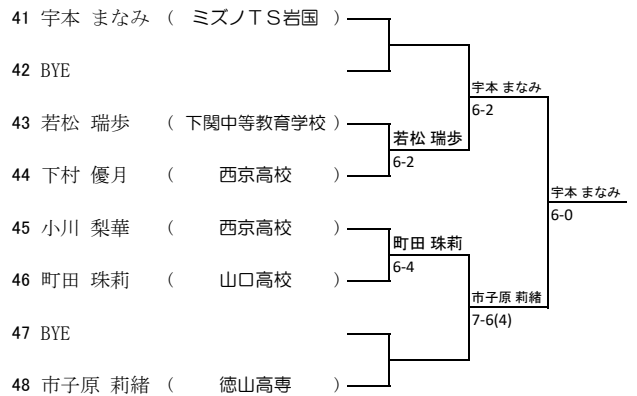 41 宇本 まなみ ( ミズノTS岩国 )
42 BYE
宇本 まなみ
6-2
43 若松 瑞歩 ( 下関中等教育学校 )
若松 瑞歩
6-2
44 下村 優月 ( 西京高校 )
宇本 まなみ
6-0
45 小川 梨華 ( 西京高校 )
町田 珠莉
6-4
46 町田 珠莉 ( 山口高校 )
市子原 莉緒
7-6(4)
47 BYE
48 市子原 莉緒 ( 徳山高専 )